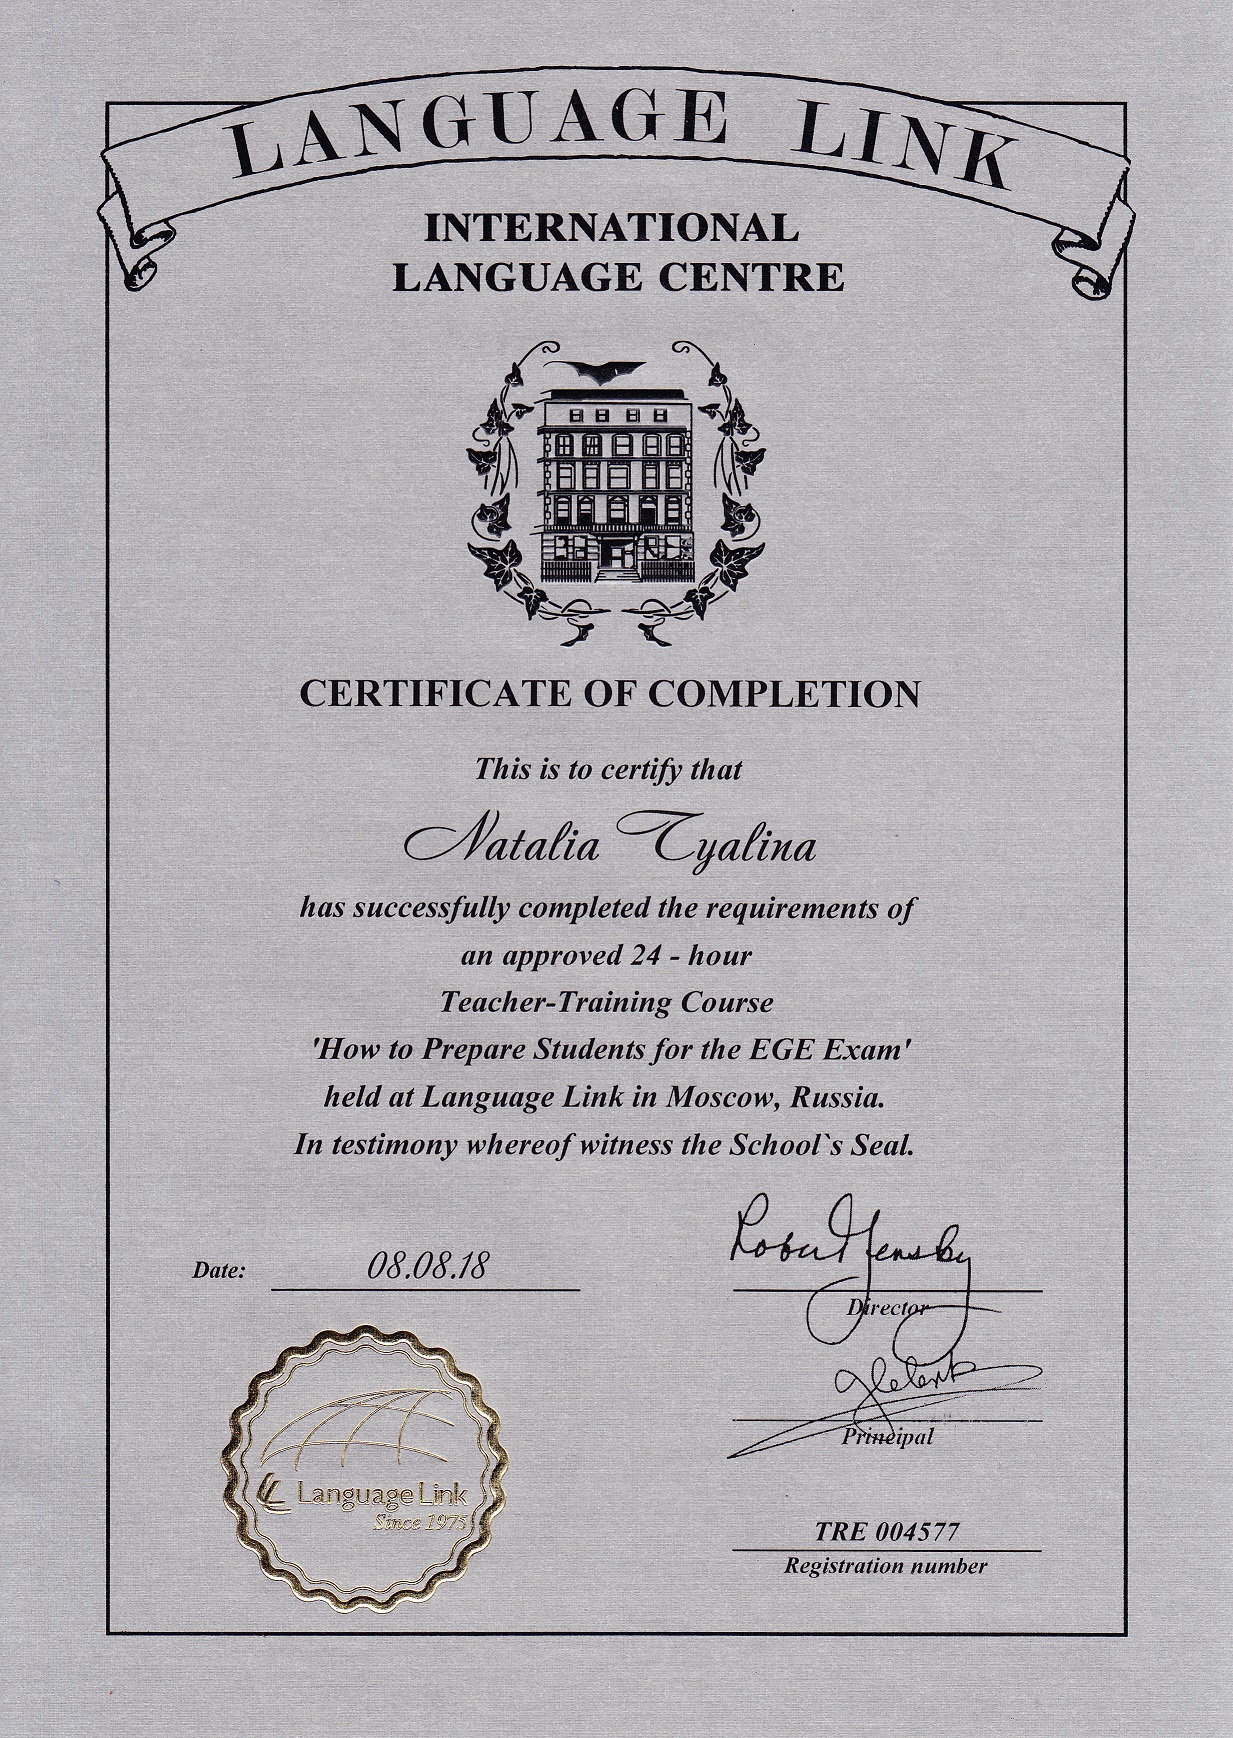 LANGUAGE LINK
INTERNATIONAL
LANGUAGE CENTRE
CERTIFICATE OF COMPLETION
This is to certify that
Natalia Tyalina
has successfully completed the requirements of
an approved 24 - hour
Teacher-Training Course
'How to Prepare Students for the EGE Exam'
held at Language Link in Moscow, Russia.
In testimony whereof witness the School`s Seal.
Date: 08.08.18
Director
Principal
LL Language Link
Since 1975
TRE 004577
Registration number